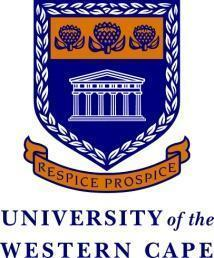 RESPICE PROSPICE
UNIVERSITY of the
WESTERN CAPE